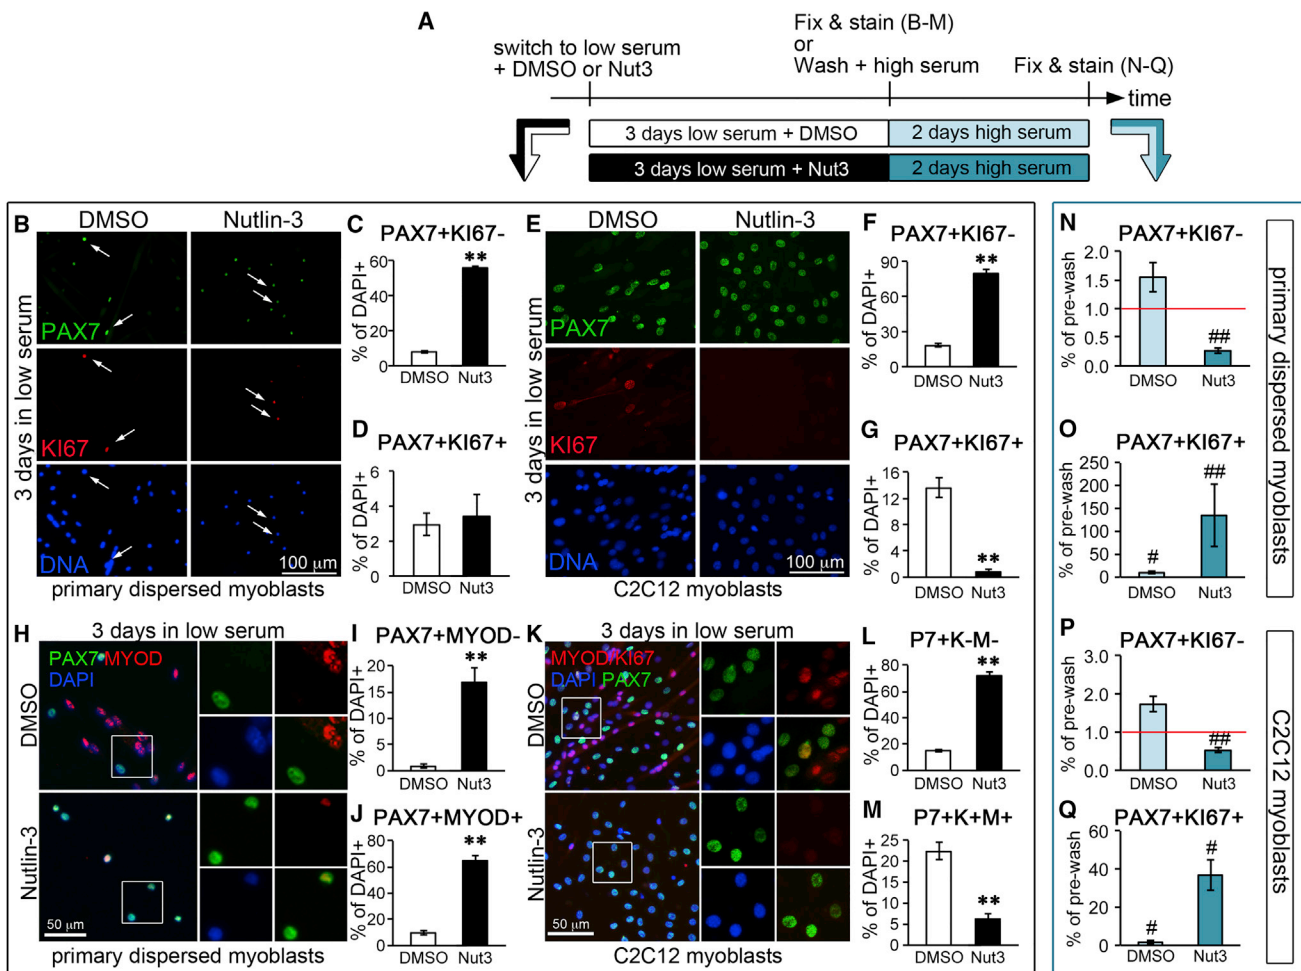 A
switch to low serum
+ DMSO or Nut3
Fix & stain (B-M)
or
Wash + high serum
Fix & stain (N-Q)
time
3 days low serum + DMSO
2 days high serum
3 days low serum + Nut3
2 days high serum
B
DMSO
Nutlin-3
3 days in low serum
PAX7
KI67
DNA
100 μm
primary dispersed myoblasts
C
PAX7+KI67-
% of DAPI+
60
40
20
0
**
DMSO
Nut3
D
PAX7+KI67+
% of DAPI+
6
4
2
0
DMSO
Nut3
E
DMSO
Nutlin-3
3 days in low serum
PAX7
KI67
DNA
100 μm
C2C12 myoblasts
F
PAX7+KI67-
% of DAPI+
90
60
30
0
**
DMSO
Nut3
G
PAX7+KI67+
% of DAPI+
16
12
8
4
0
**
DMSO
Nut3
H
3 days in low serum
PAX7 MYOD
DAPI
DMSO
Nutlin-3
50 μm
primary dispersed myoblasts
I
PAX7+MYOD-
% of DAPI+
20
15
10
5
0
**
DMSO
Nut3
J
PAX7+MYOD+
% of DAPI+
80
60
40
20
0
**
DMSO
Nut3
K
3 days in low serum
MYOD/KI67
DAPI PAX7
DMSO
Nutlin-3
50 μm
C2C12 myoblasts
L
P7+K-M-
% of DAPI+
80
60
40
20
0
**
DMSO
Nut3
M
P7+K+M+
% of DAPI+
25
20
15
10
5
0
**
DMSO
Nut3
N
PAX7+KI67-
% of pre-wash
2.0
1.5
1.0
0.5
0.0
##
DMSO
Nut3
O
PAX7+KI67+
% of pre-wash
250
200
150
100
50
0
#
##
DMSO
Nut3
primary dispersed myoblasts
P
PAX7+KI67-
% of pre-wash
3.0
2.0
1.0
0.0
##
DMSO
Nut3
Q
PAX7+KI67+
% of pre-wash
60
40
20
0
#
#
DMSO
Nut3
C2C12 myoblasts